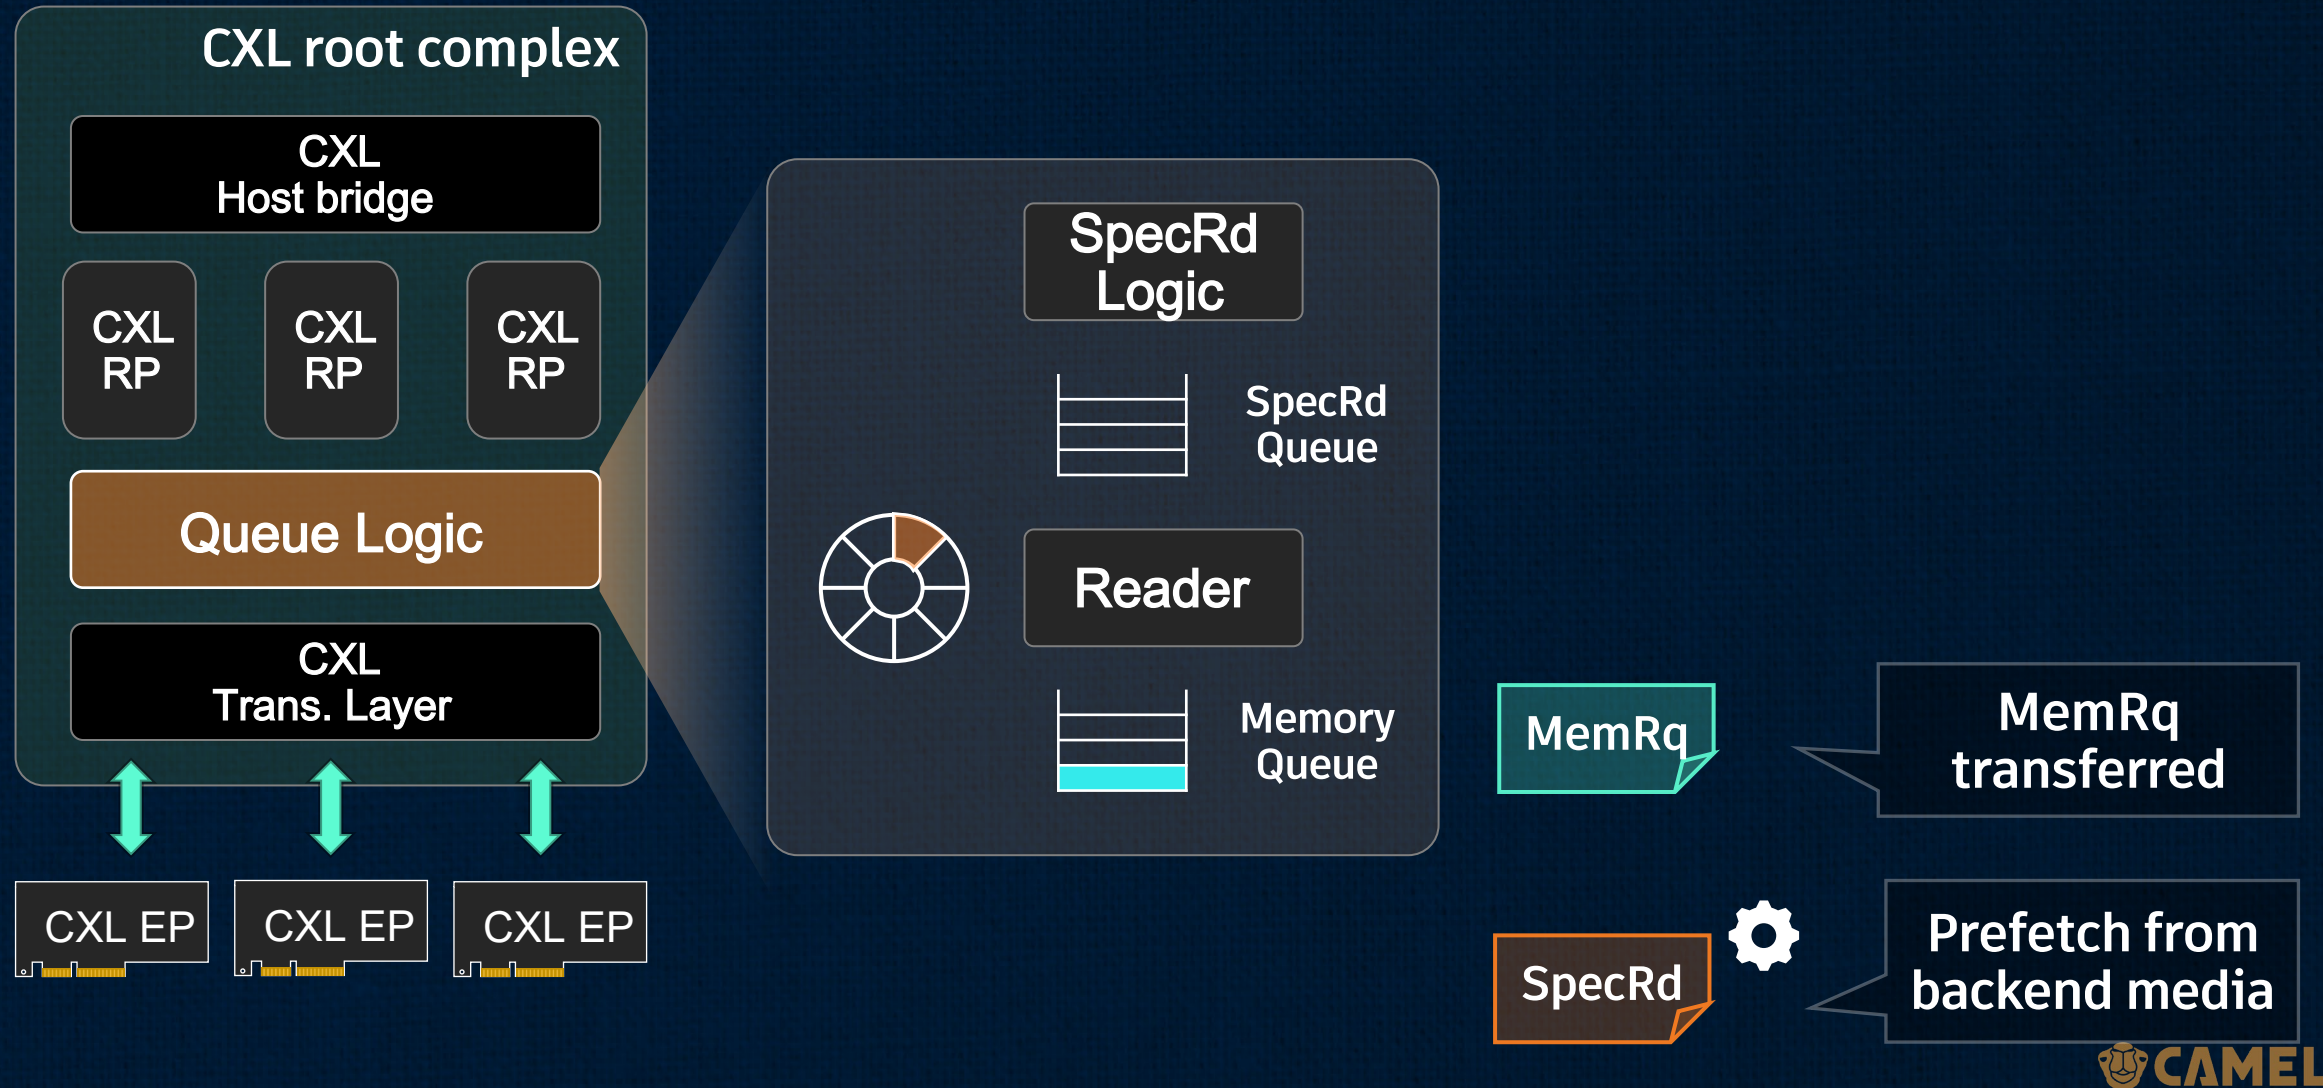 CXL root complex
CXL
Host bridge
CXL
RP
CXL
RP
CXL
RP
Queue Logic
CXL
Trans. Layer
CXL EP
CXL EP
CXL EP
SpecRd
Logic
SpecRd
Queue
Reader
Memory
Queue
MemRq
MemRq
transferred
SpecRd
Prefetch from
backend media
CAMEL